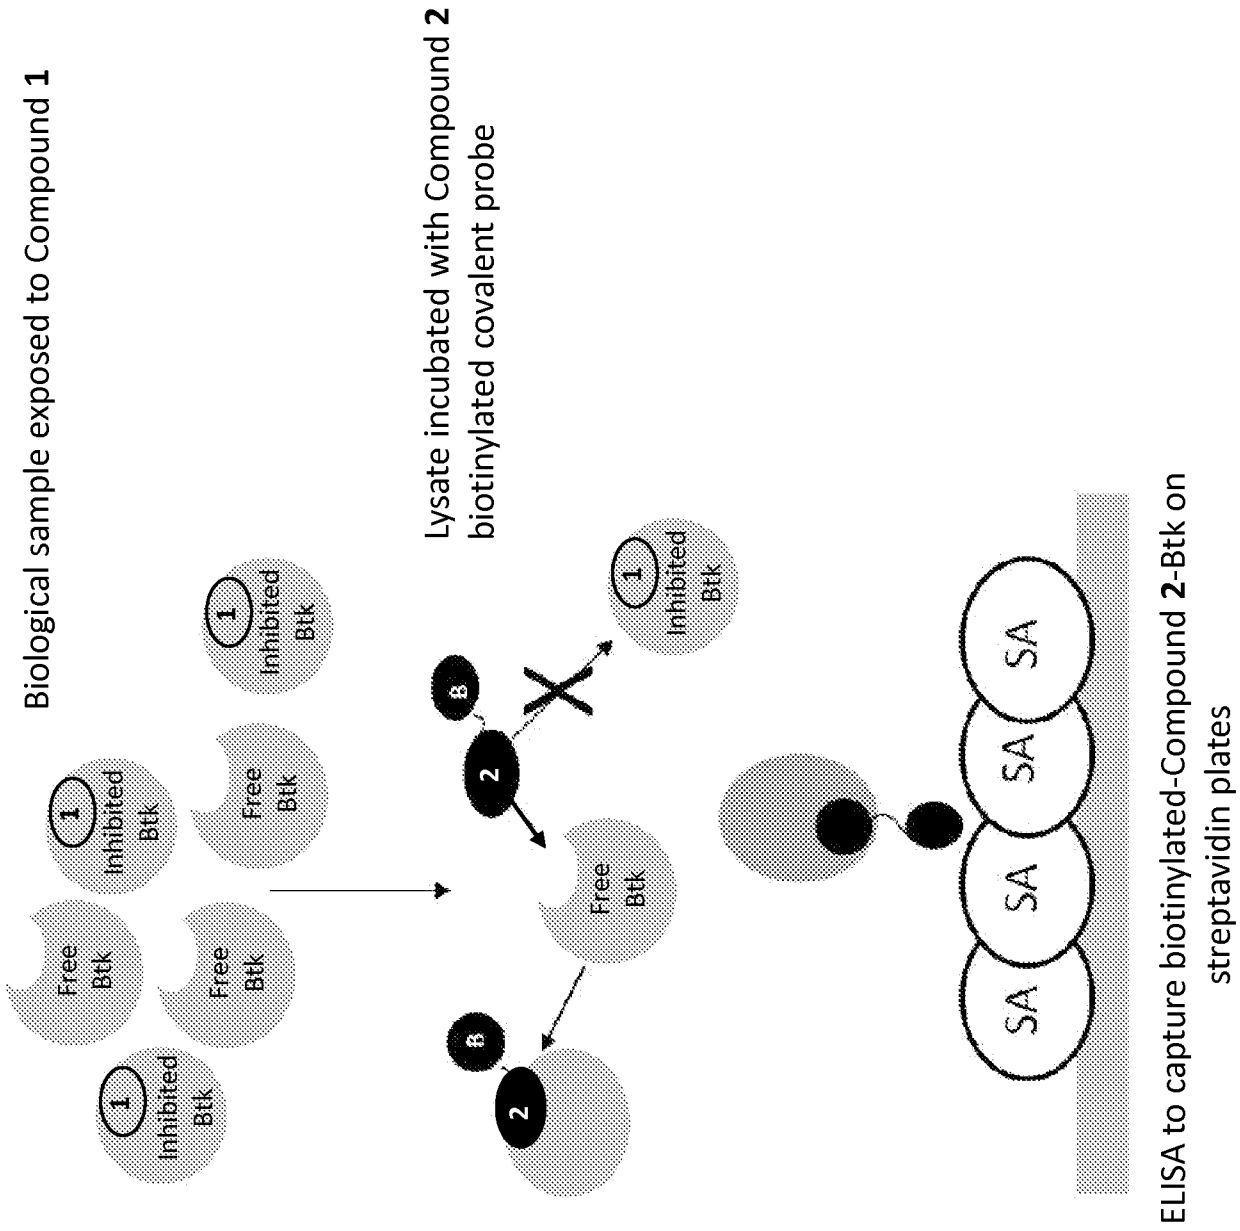 Biological sample exposed to Compound 1
Free
Btk
1
Inhibited
Btk
1
Inhibited
Btk
Free
Btk
Free
Btk
1
Inhibited
Btk
Lysate incubated with Compound 2
biotinylated covalent probe
B
2
B
2
Free
Btk
1
Inhibited
Btk
SA
SA
SA
SA
ELISA to capture biotinylated-Compound 2-Btk on
streptavidin plates